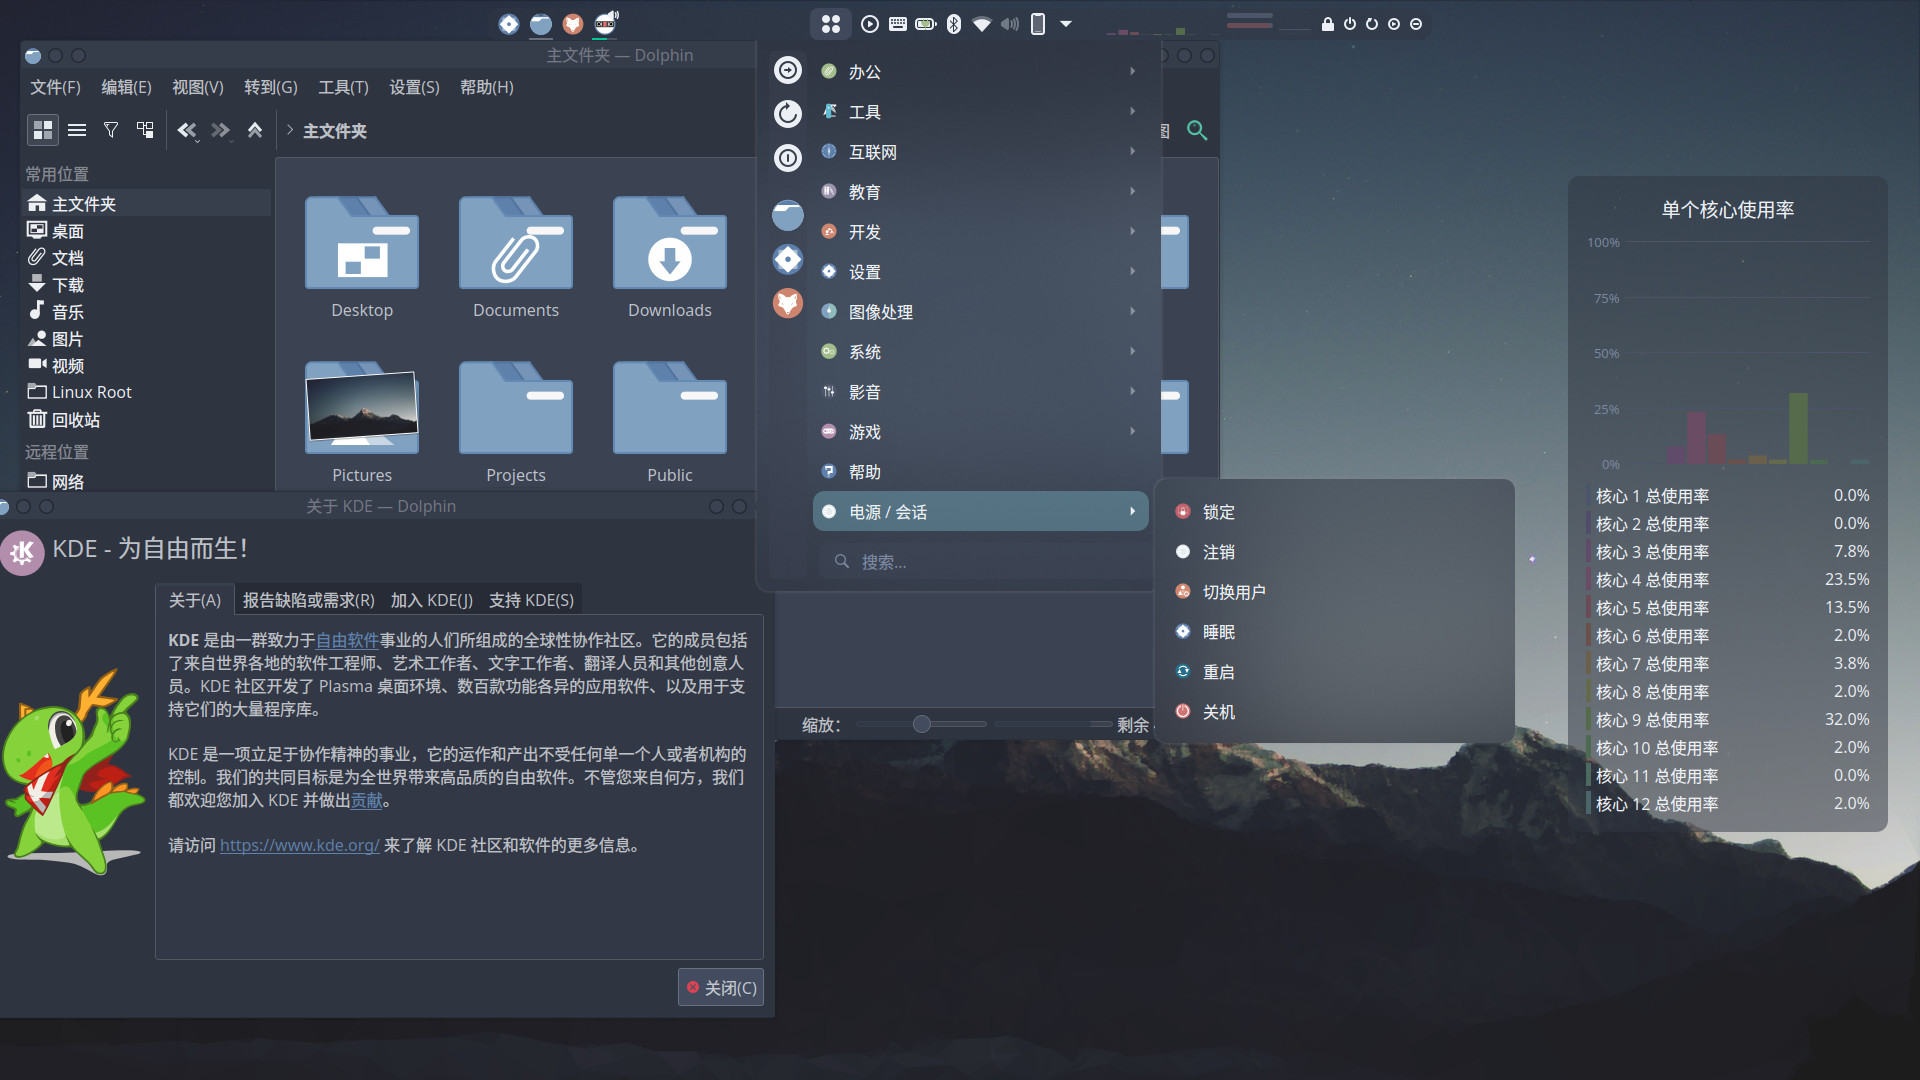 主文件夹 — Dolphin
文件(F) 编辑(E) 视图(V) 转到(G) 工具(T) 设置(S) 帮助(H)
主文件夹
图
常用位置
主文件夹
桌面
文档
下载
音乐
图片
视频
Linux Root
回收站
远程位置
网络
Desktop
Documents
Downloads
Pictures
Projects
Public
缩放：
剩余
关于 KDE — Dolphin
KDE - 为自由而生！
关于(A) 报告缺陷或需求(R) 加入 KDE(J) 支持 KDE(S)
KDE 是由一群致力于自由软件事业的人们所组成的全球性协作社区。它的成员包括
了来自世界各地的软件工程师、艺术工作者、文字工作者、翻译人员和其他创意人
员。KDE 社区开发了 Plasma 桌面环境、数百款功能各异的应用软件、以及用于支
持它们的大量程序库。
KDE 是一项立足于协作精神的事业，它的运作和产出不受任何单一个人或者机构的
控制。我们的共同目标是为全世界带来高品质的自由软件。不管您来自何方，我们
都欢迎您加入 KDE 并做出贡献。
请访问 https://www.kde.org/ 来了解 KDE 社区和软件的更多信息。
关闭(C)
办公
工具
互联网
教育
开发
设置
图像处理
系统
影音
游戏
帮助
电源 / 会话
搜索...
锁定
注销
切换用户
睡眠
重启
关机
单个核心使用率
100%
75%
50%
25%
0%
核心 1 总使用率 0.0%
核心 2 总使用率 0.0%
核心 3 总使用率 7.8%
核心 4 总使用率 23.5%
核心 5 总使用率 13.5%
核心 6 总使用率 2.0%
核心 7 总使用率 3.8%
核心 8 总使用率 2.0%
核心 9 总使用率 32.0%
核心 10 总使用率 2.0%
核心 11 总使用率 0.0%
核心 12 总使用率 2.0%